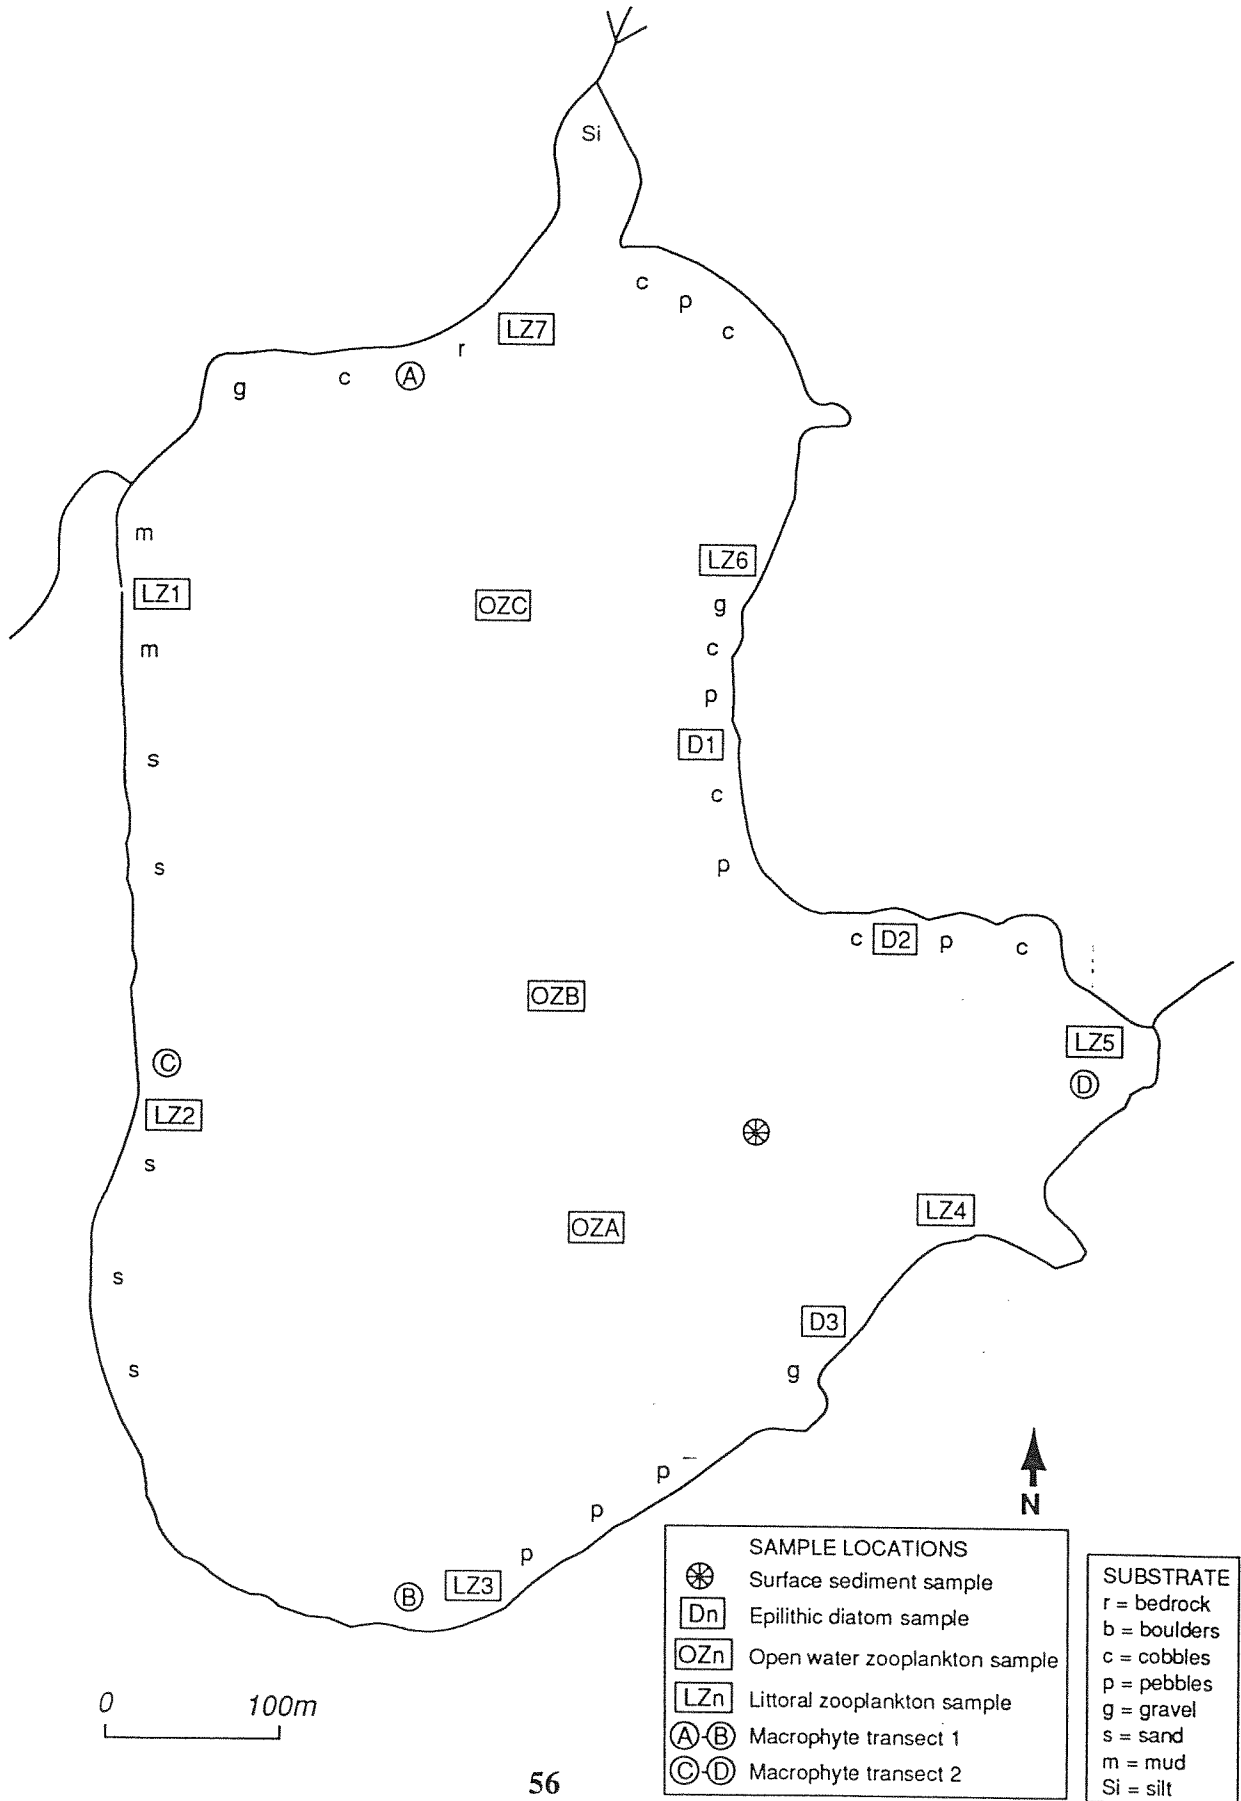 Si
c
p
c
LZ7
r
g
c
A
m
LZ6
LZ1
OZC
g
m
c
p
D1
s
c
s
p
c
D2
p
c
OZB
LZ5
C
D
LZ2
s
LZ4
OZA
s
D3
s
g
p
p
N
p
LZ3
B
SAMPLE LOCATIONS
Surface sediment sample
Dn Epilithic diatom sample
OZn Open water zooplankton sample
LZn Littoral zooplankton sample
A-B Macrophyte transect 1
C-D Macrophyte transect 2
SUBSTRATE
r = bedrock
b = boulders
c = cobbles
p = pebbles
g = gravel
s = sand
m = mud
Si = silt
0 100m
56